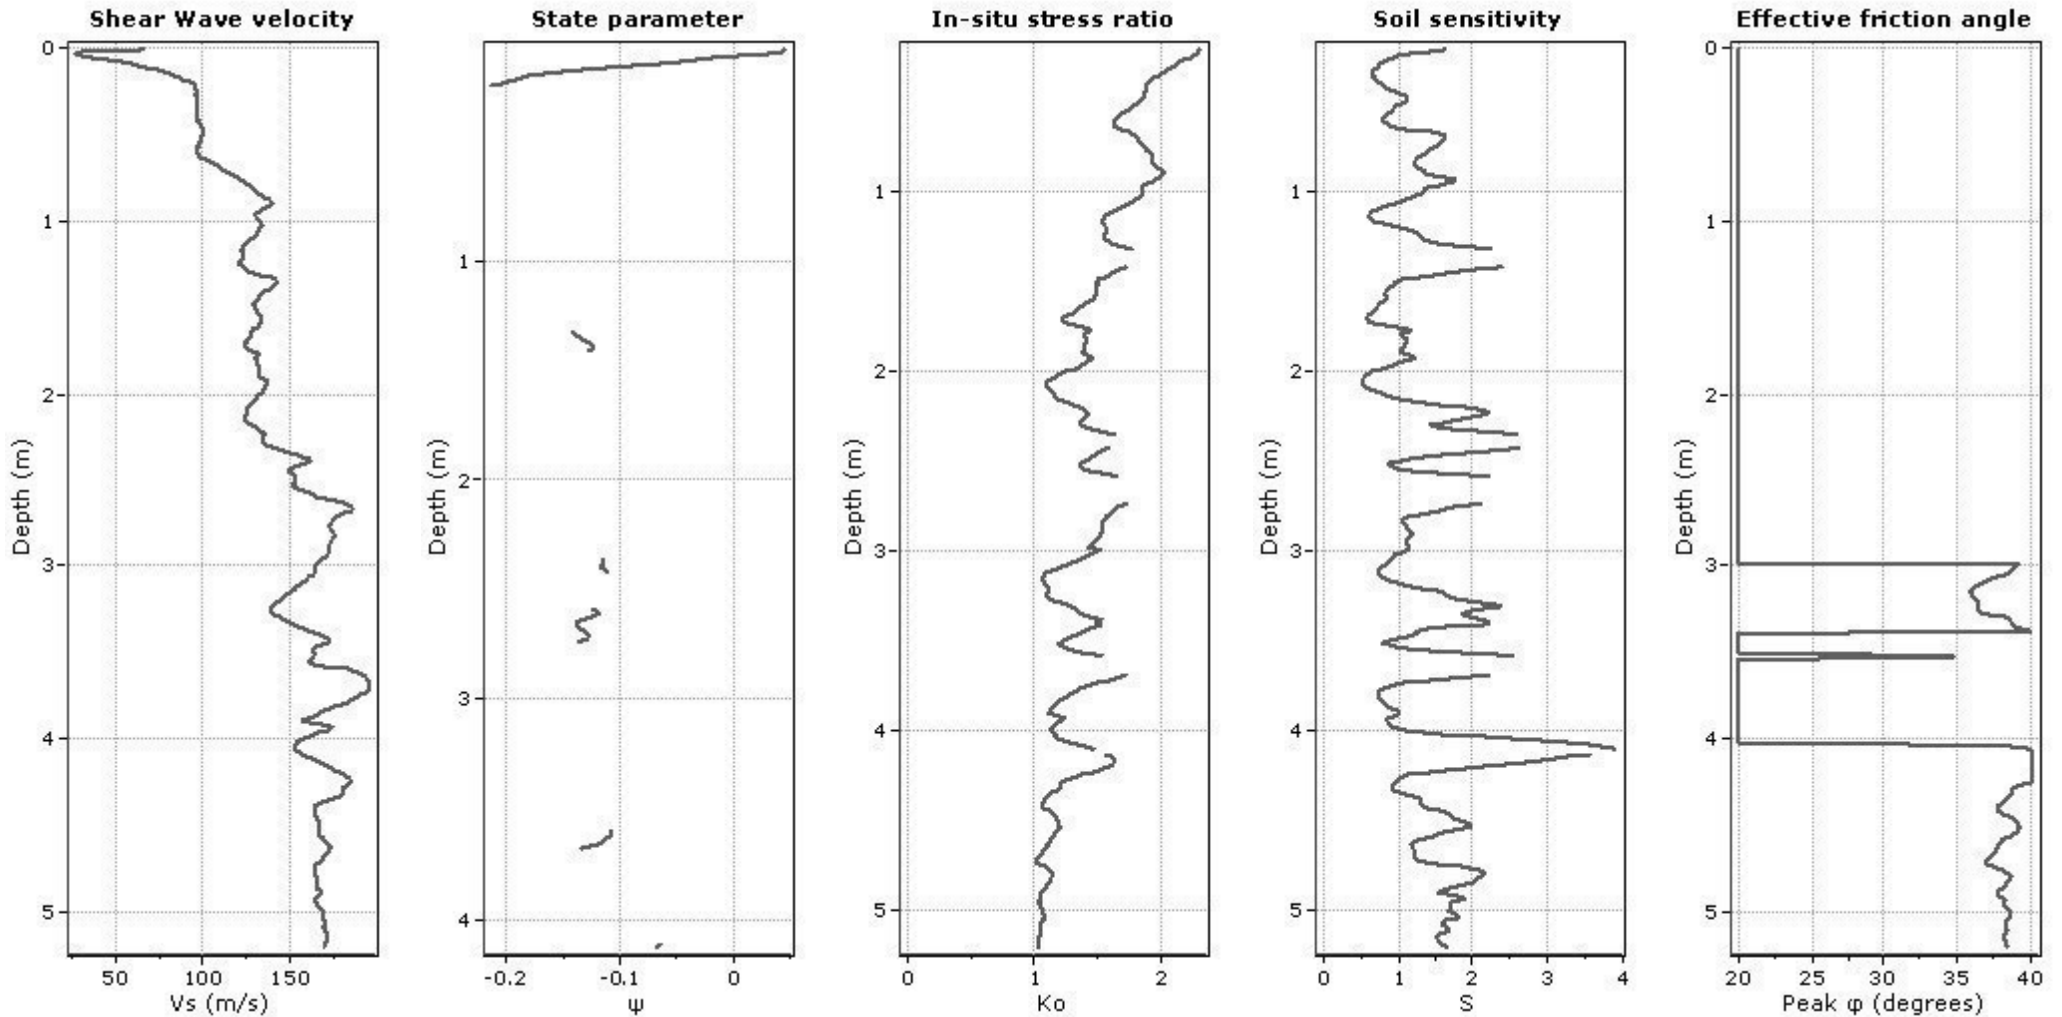 Shear Wave velocity
0
1
2
3
4
5
Depth (m)
50 100 150
Vs (m/s)
State parameter
1
2
3
4
Depth (m)
-0.2 -0.1 0
ψ
In-situ stress ratio
1
2
3
4
5
Depth (m)
0 1 2
Ko
Soil sensitivity
1
2
3
4
5
Depth (m)
0 1 2 3 4
S
Effective friction angle
0
1
2
3
4
5
Depth (m)
20 25 30 35 40
Peak φ (degrees)